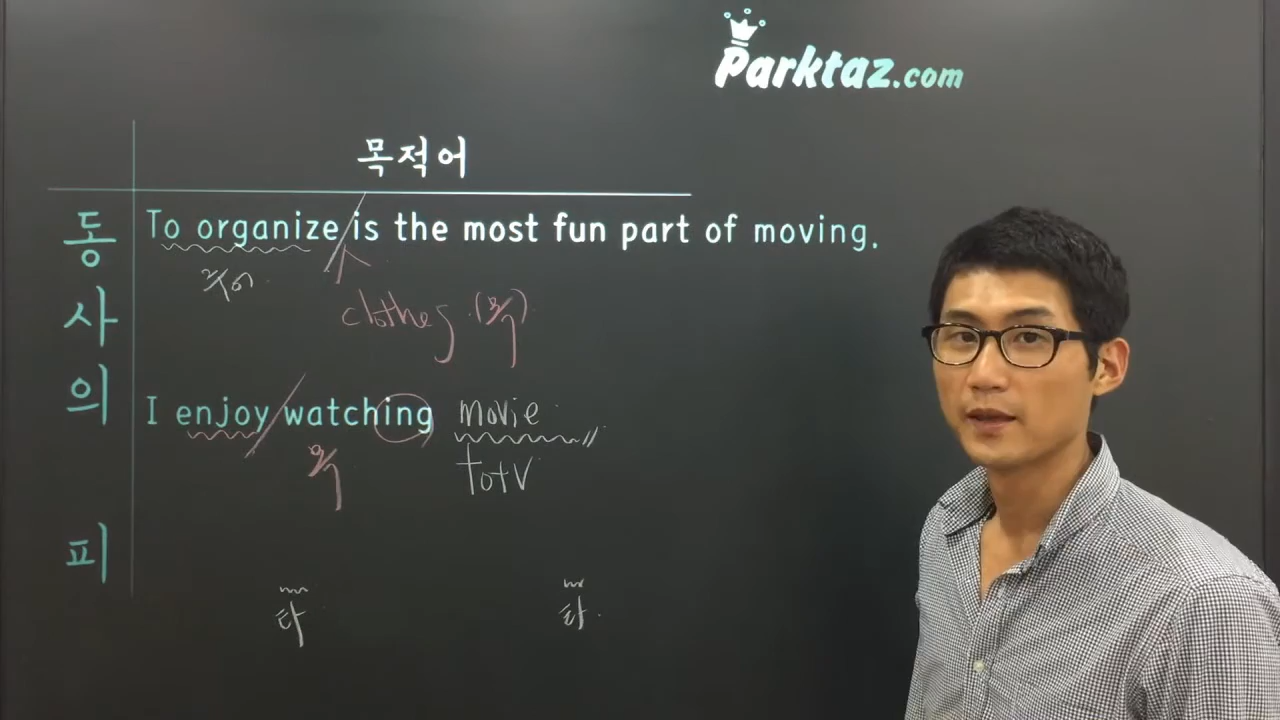 Parktaz.com
목적어
동사의 피
To organize is the most fun part of moving.
clothes
I enjoy watching movie
to+V
타 타